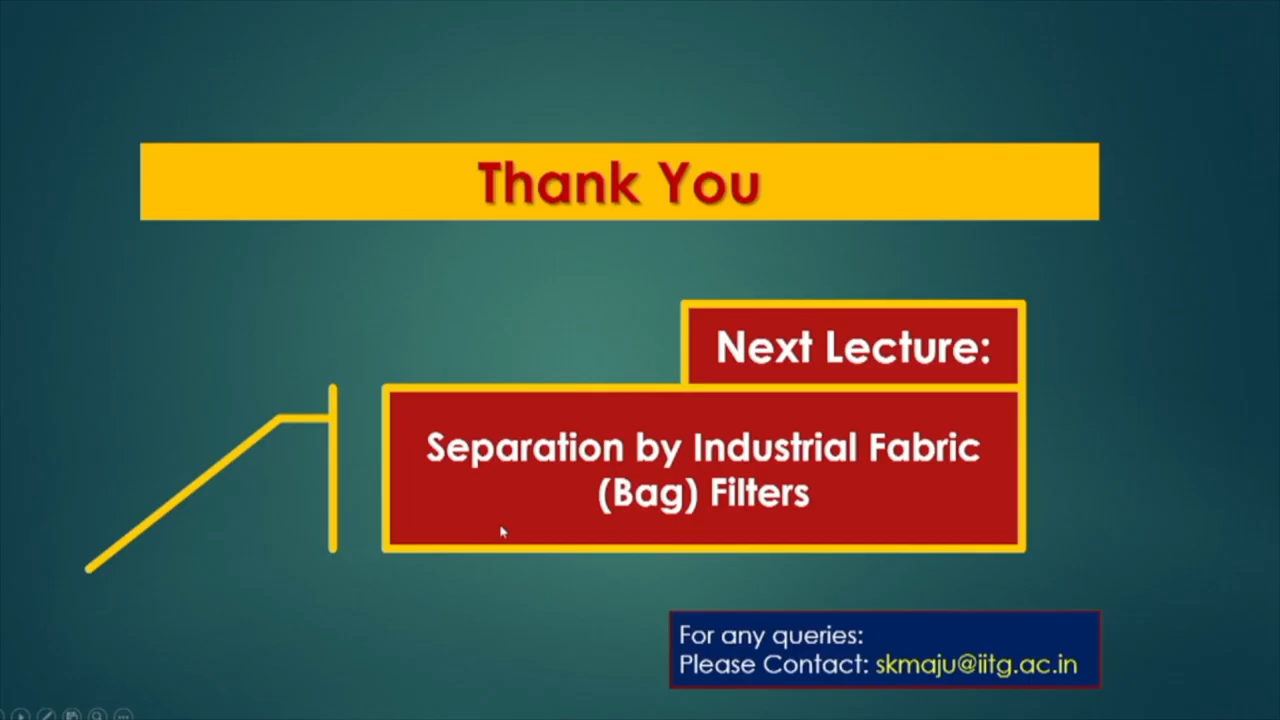 Thank You
Next Lecture:
Separation by Industrial Fabric
(Bag) Filters
For any queries:
Please Contact: skmaju@iitg.ac.in